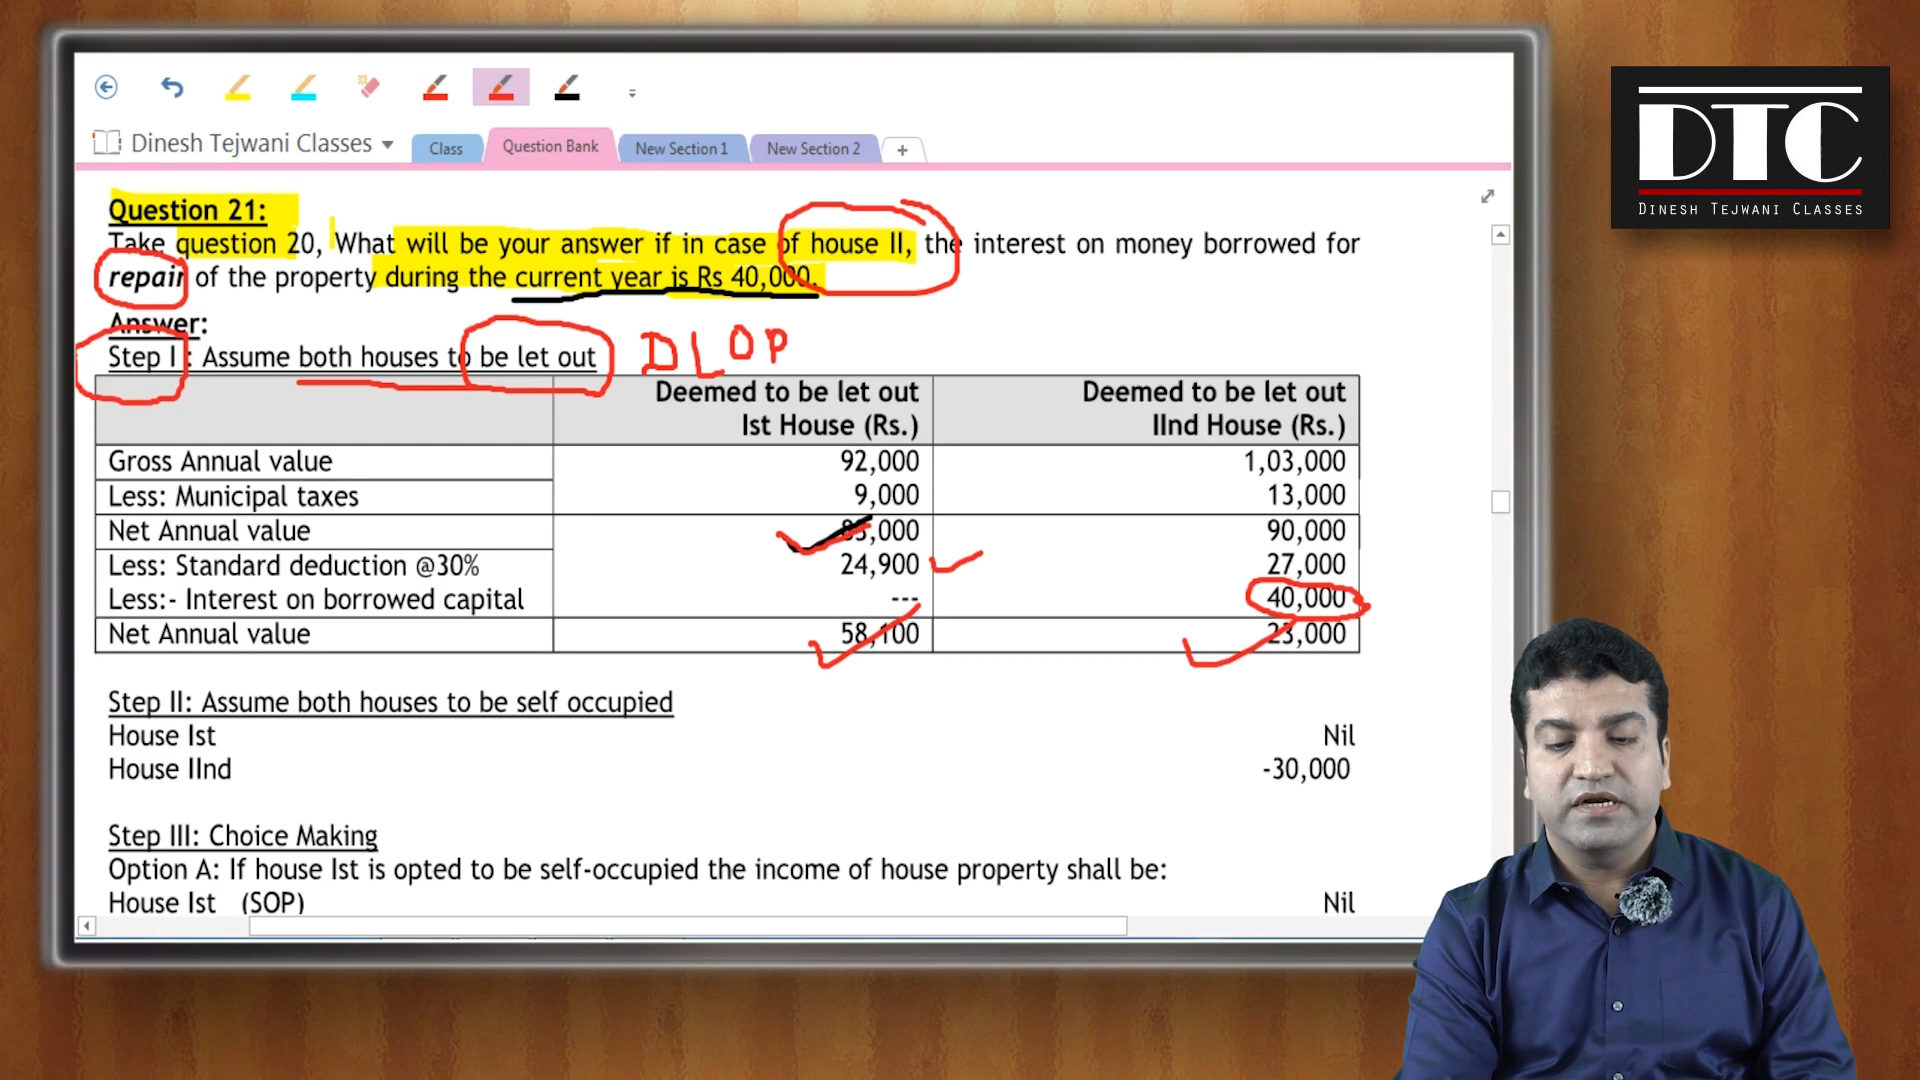 DTC
DINESH TEJWANI CLASSES
Dinesh Tejwani Classes
Class
Question Bank
New Section 1
New Section 2
+
Question 21:
Take question 20, What will be your answer if in case of house II, the interest on money borrowed for
repair of the property during the current year is Rs 40,000.
Answer:
Step I : Assume both houses to be let out DLOP
Deemed to be let out Deemed to be let out
Ist House (Rs.) IInd House (Rs.)
Gross Annual value 92,000 1,03,000
Less: Municipal taxes 9,000 13,000
Net Annual value 83,000 90,000
Less: Standard deduction @30% 24,900 27,000
Less:- Interest on borrowed capital --- 40,000
Net Annual value 58,100 23,000
Step II: Assume both houses to be self occupied
House Ist Nil
House IInd -30,000
Step III: Choice Making
Option A: If house Ist is opted to be self-occupied the income of house property shall be:
House Ist (SOP) Nil